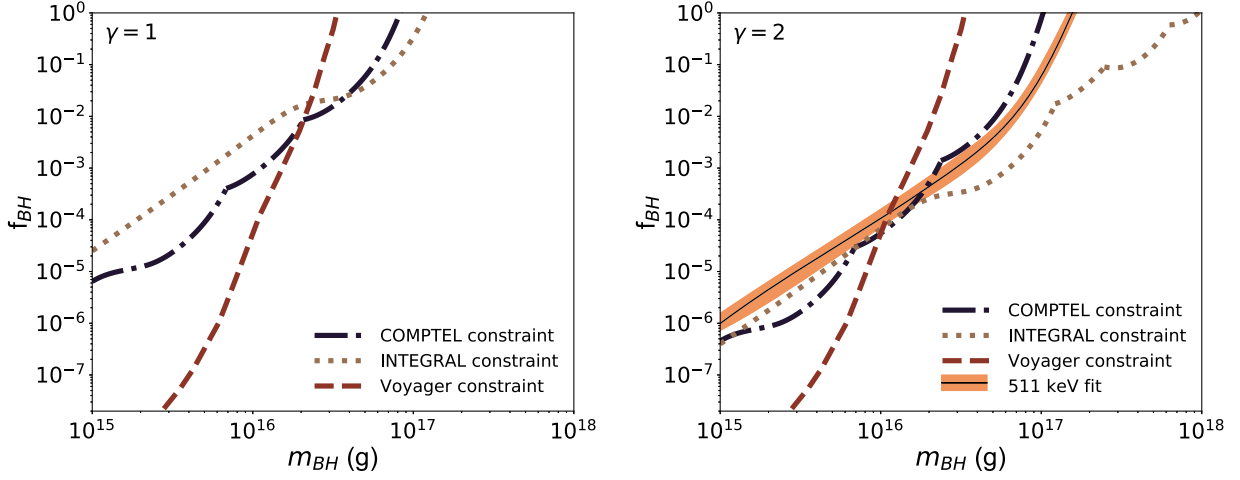 γ = 1
10^0
10^-1
10^-2
10^-3
10^-4
10^-5
10^-6
10^-7
f_BH
COMPTEL constraint
INTEGRAL constraint
Voyager constraint
10^15
10^16
10^17
10^18
m_BH (g)
γ = 2
10^0
10^-1
10^-2
10^-3
10^-4
10^-5
10^-6
10^-7
f_BH
COMPTEL constraint
INTEGRAL constraint
Voyager constraint
511 keV fit
10^15
10^16
10^17
10^18
m_BH (g)